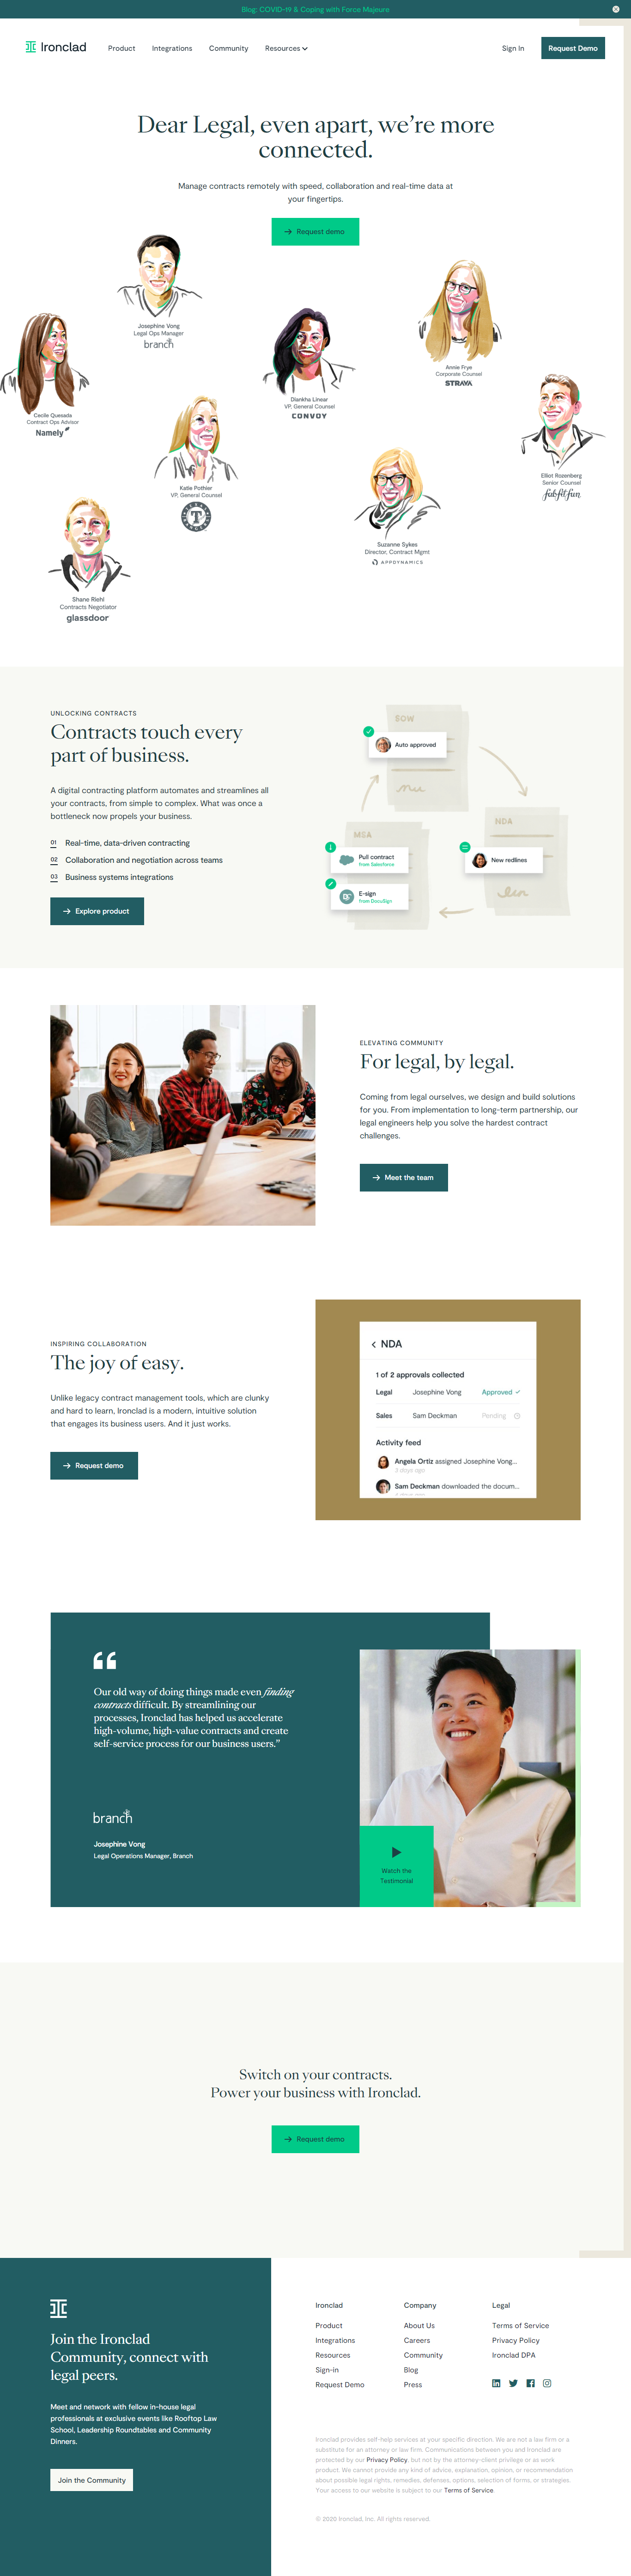 Blog: COVID-19 & Coping with Force Majeure
Ironclad
Product
Integrations
Community
Resources
Sign In
Request Demo
Dear Legal, even apart, we're more
connected.
Manage contracts remotely with speed, collaboration and real-time data at
your fingertips.
Request demo
Josephine Vong
Legal Ops Manager
branch
Annie Frye
Corporate Counsel
STRAVA
Diankha Linear
VP, General Counsel
CONVOY
Cecile Quesada
Contract Ops Advisor
Namely
Elliot Rozenberg
Senior Counsel
fabfitfun
Katie Pothier
VP, General Counsel
T
Suzanne Sykes
Director, Contract Mgmt
APPDYNAMICS
Shane Riehl
Contracts Negotiator
glassdoor
UNLOCKING CONTRACTS
Contracts touch every
part of business.
A digital contracting platform automates and streamlines all
your contracts, from simple to complex. What was once a
bottleneck now propels your business.
01 Real-time, data-driven contracting
02 Collaboration and negotiation across teams
03 Business systems integrations
Explore product
SOW
Auto approved
MSA
Pull contract
from Salesforce
E-sign
from DocuSign
NDA
New redlines
ELEVATING COMMUNITY
For legal, by legal.
Coming from legal ourselves, we design and build solutions
for you. From implementation to long-term partnership, our
legal engineers help you solve the hardest contract
challenges.
Meet the team
INSPIRING COLLABORATION
The joy of easy.
Unlike legacy contract management tools, which are clunky
and hard to learn, Ironclad is a modern, intuitive solution
that engages its business users. And it just works.
Request demo
NDA
1 of 2 approvals collected
Legal Josephine Vong Approved
Sales Sam Deckman Pending
Activity feed
Angela Ortiz assigned Josephine Vong...
3 days ago
Sam Deckman downloaded the docum...
“
Our old way of doing things made even finding
contracts difficult. By streamlining our
processes, Ironclad has helped us accelerate
high-volume, high-value contracts and create
self-service process for our business users.”
branch
Josephine Vong
Legal Operations Manager, Branch
Watch the
Testimonial
Switch on your contracts.
Power your business with Ironclad.
Request demo
Join the Ironclad
Community, connect with
legal peers.
Meet and network with fellow in-house legal
professionals at exclusive events like Rooftop Law
School, Leadership Roundtables and Community
Dinners.
Join the Community
Ironclad
Product
Integrations
Resources
Sign-in
Request Demo
Company
About Us
Careers
Community
Blog
Press
Legal
Terms of Service
Privacy Policy
Ironclad DPA
Ironclad provides self-help services at your specific direction. We are not a law firm or a
substitute for an attorney or law firm. Communications between you and Ironclad are
protected by our Privacy Policy, but not by the attorney-client privilege or as work
product. We cannot provide any kind of advice, explanation, opinion, or recommendation
about possible legal rights, remedies, defenses, options, selection of forms, or strategies.
Your access to our website is subject to our Terms of Service
© 2020 Ironclad, Inc. All rights reserved.